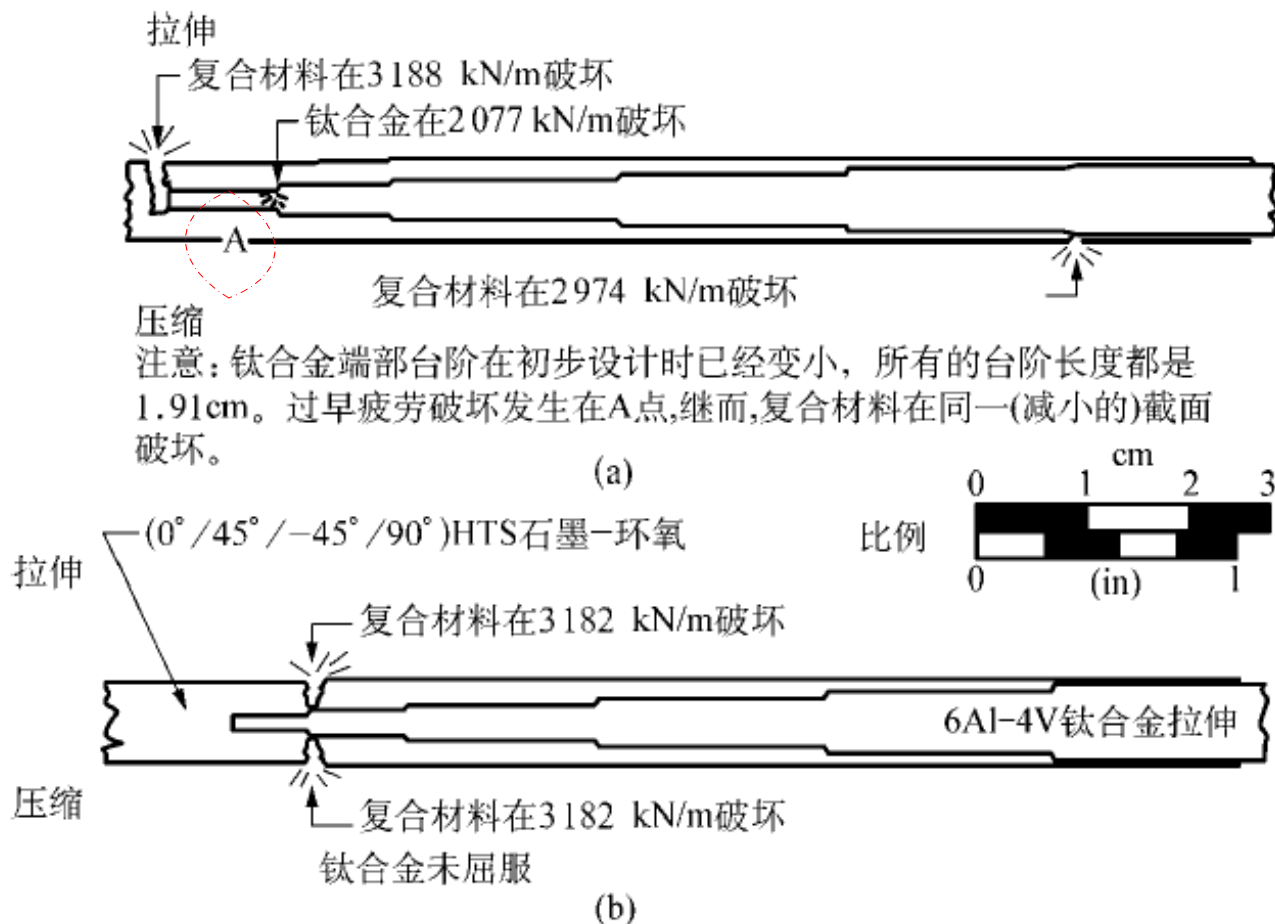 拉伸
复合材料在3188 kN/m破坏
钛合金在2077 kN/m破坏
A
复合材料在2974 kN/m破坏
压缩
注意:钛合金端部台阶在初步设计时已经变小，所有的台阶长度都是
1.91cm。过早疲劳破坏发生在A点,继而,复合材料在同一(减小的)截面
破坏。
(a)
cm
0 1 2 3
比例
0 (in) 1
(0°/45°/-45°/90°)HTS石墨-环氧
拉伸
复合材料在3182 kN/m破坏
6Al-4V钛合金拉伸
压缩
复合材料在3182 kN/m破坏
钛合金未屈服
(b)